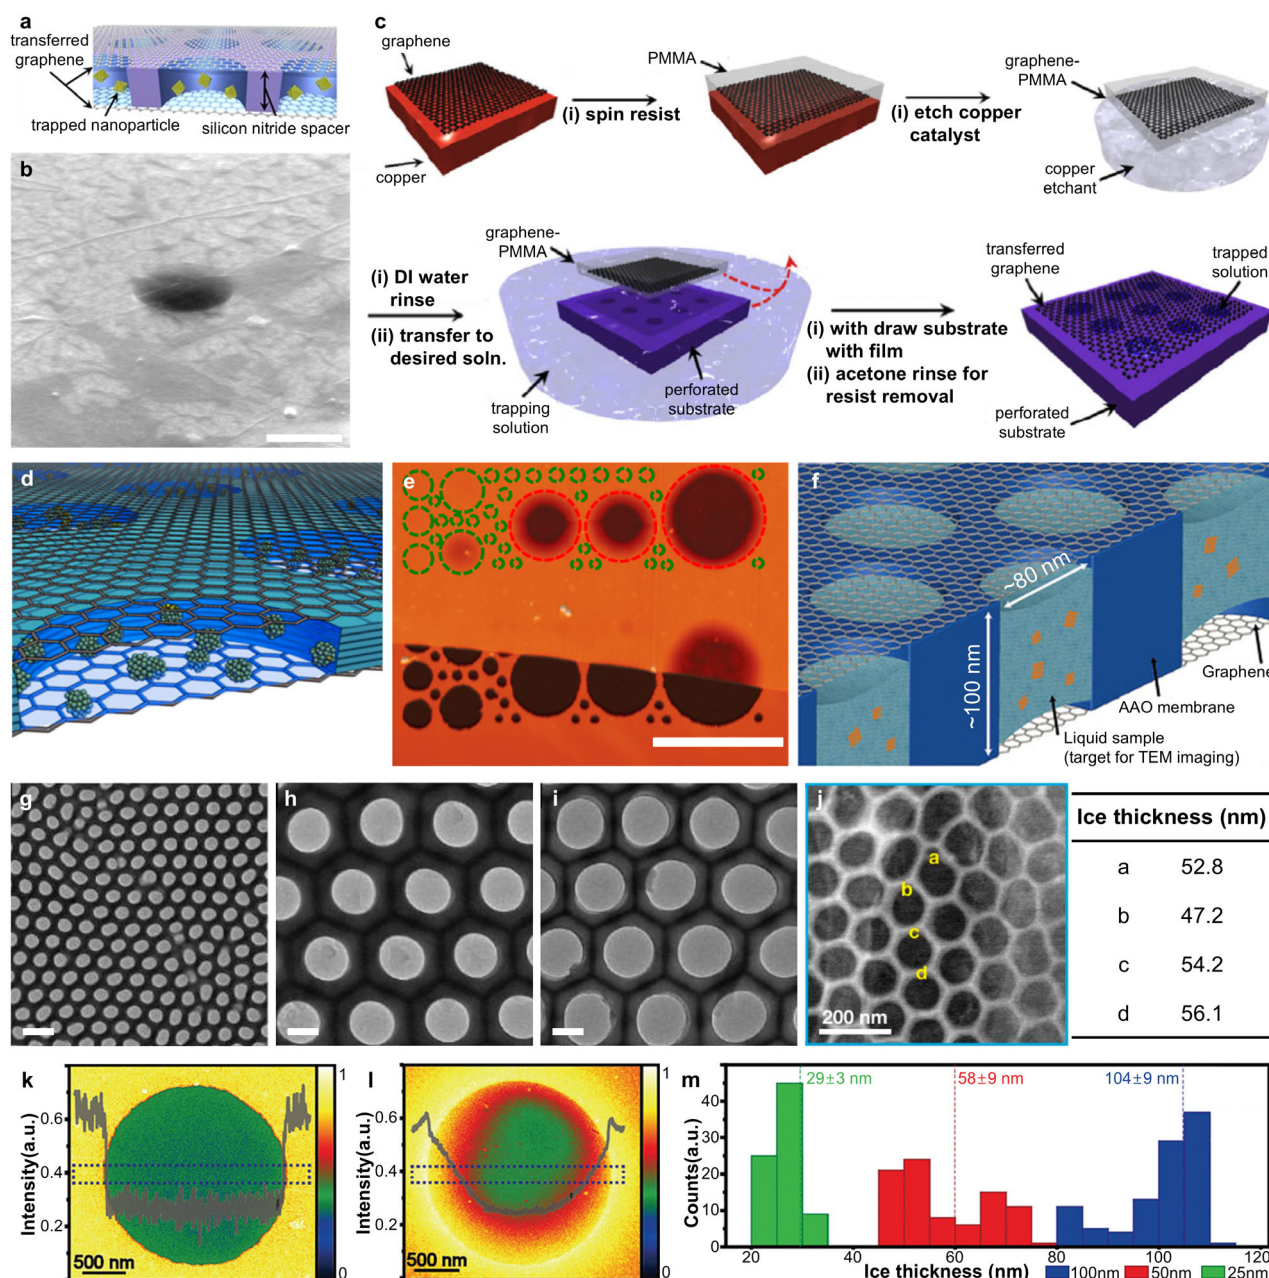 a
transferred
graphene
trapped nanoparticle
silicon nitride spacer
b
c
graphene
copper
(i) spin resist
PMMA
(i) etch copper
catalyst
graphene-
PMMA
copper
etchant
(i) DI water
rinse
(ii) transfer to
desired soln.
graphene-
PMMA
trapping
solution
perforated
substrate
(i) with draw substrate
with film
(ii) acetone rinse for
resist removal
transferred
graphene
trapped
solution
perforated
substrate
d
e
f
~80 nm
~100 nm
Graphene
AAO membrane
Liquid sample
(target for TEM imaging)
g
h
i
j
a
b
c
d
200 nm
Ice thickness (nm)
a 52.8
b 47.2
c 54.2
d 56.1
k
Intensity(a.u.)
0.6
0.4
0.2
500 nm
1
0
l
Intensity(a.u.)
0.6
0.4
0.2
500 nm
1
0
m
Counts(a.u.)
40
30
20
10
0
29±3 nm
58±9 nm
104±9 nm
20 40 60 80 100 120
Ice thickness (nm)
100nm 50nm 25nm